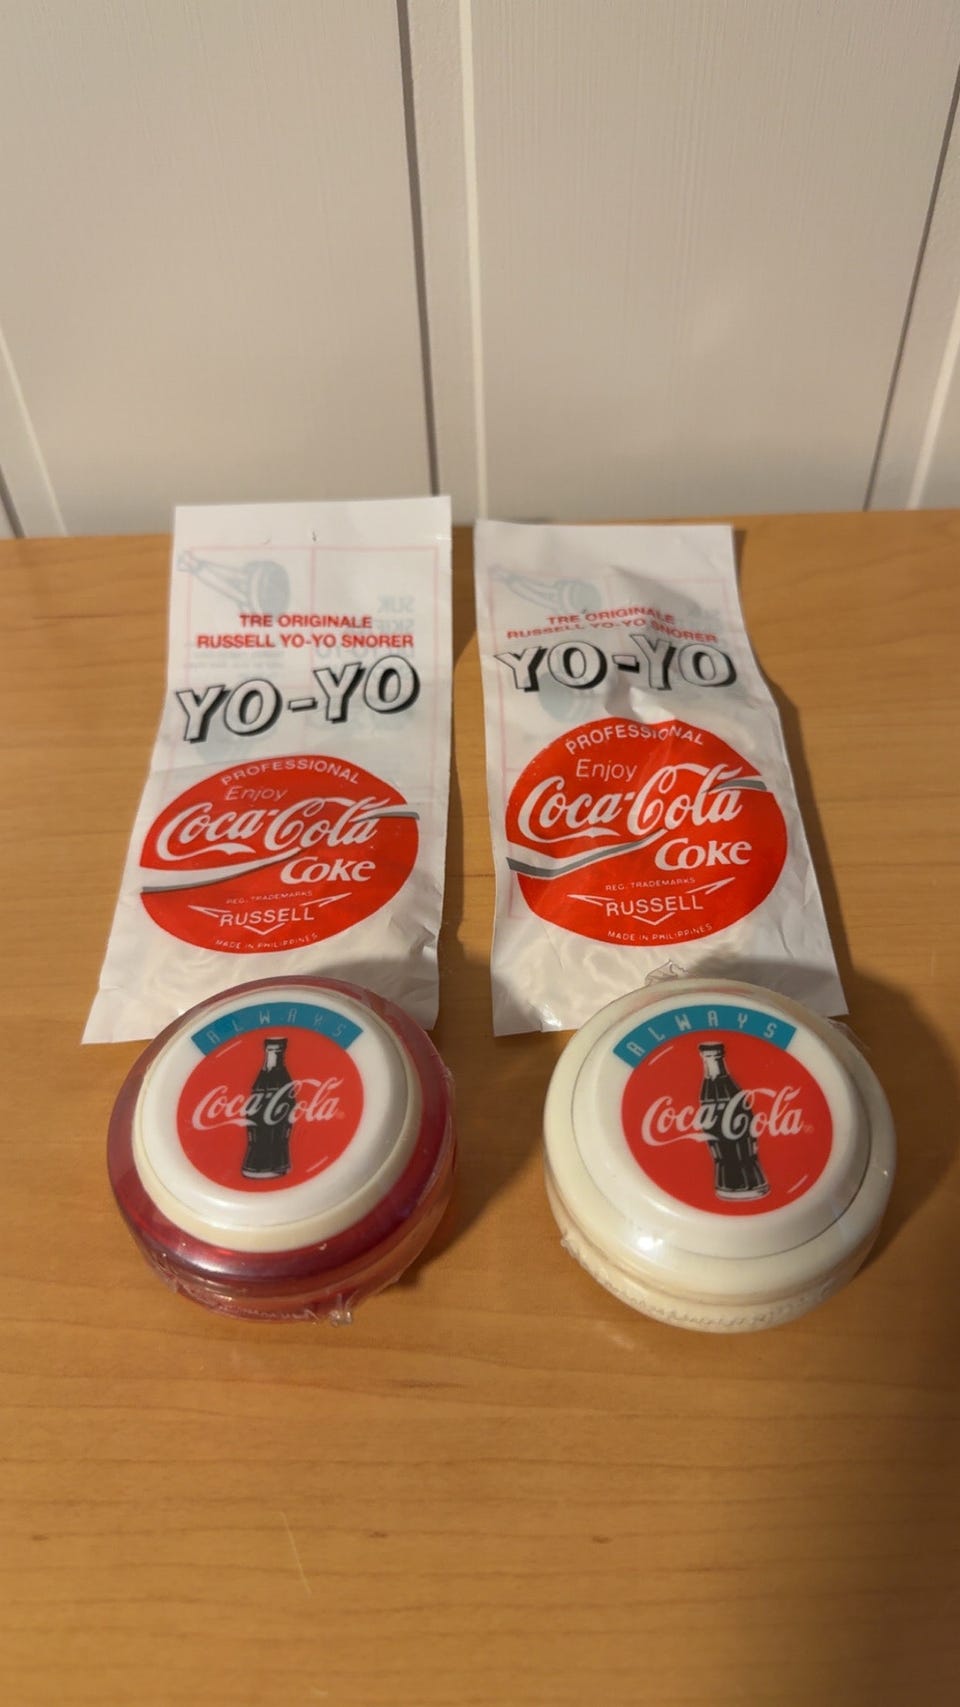 TRE ORIGINALE
RUSSELL YO-YO SNORER
YO-YO
PROFESSIONAL
Enjoy
Coca-Cola
Coke
REG. TRADEMARKS
RUSSELL
MADE IN PHILIPPINES
TRE ORIGINALE
RUSSELL YO-YO SNORER
YO-YO
PROFESSIONAL
Enjoy
Coca-Cola
Coke
REG. TRADEMARKS
RUSSELL
MADE IN PHILIPPINES
ALWAYS
Coca-Cola
ALWAYS
Coca-Cola